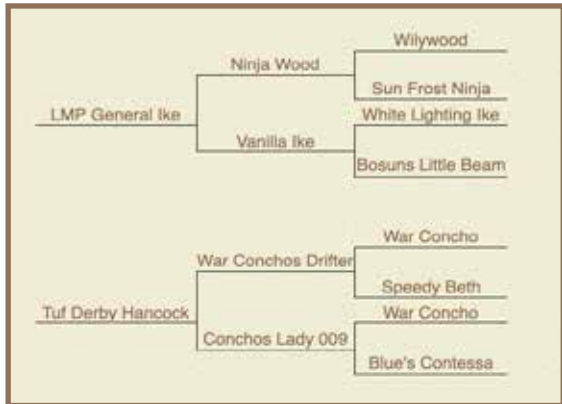 Wilywood
Ninja Wood
Sun Frost Ninja
LMP General Ike
White Lighting Ike
Vanilla Ike
Bosuns Little Beam
War Concho
War Conchos Drifter
Speedy Beth
Tuf Derby Hancock
War Concho
Conchos Lady 009
Blue's Contessa